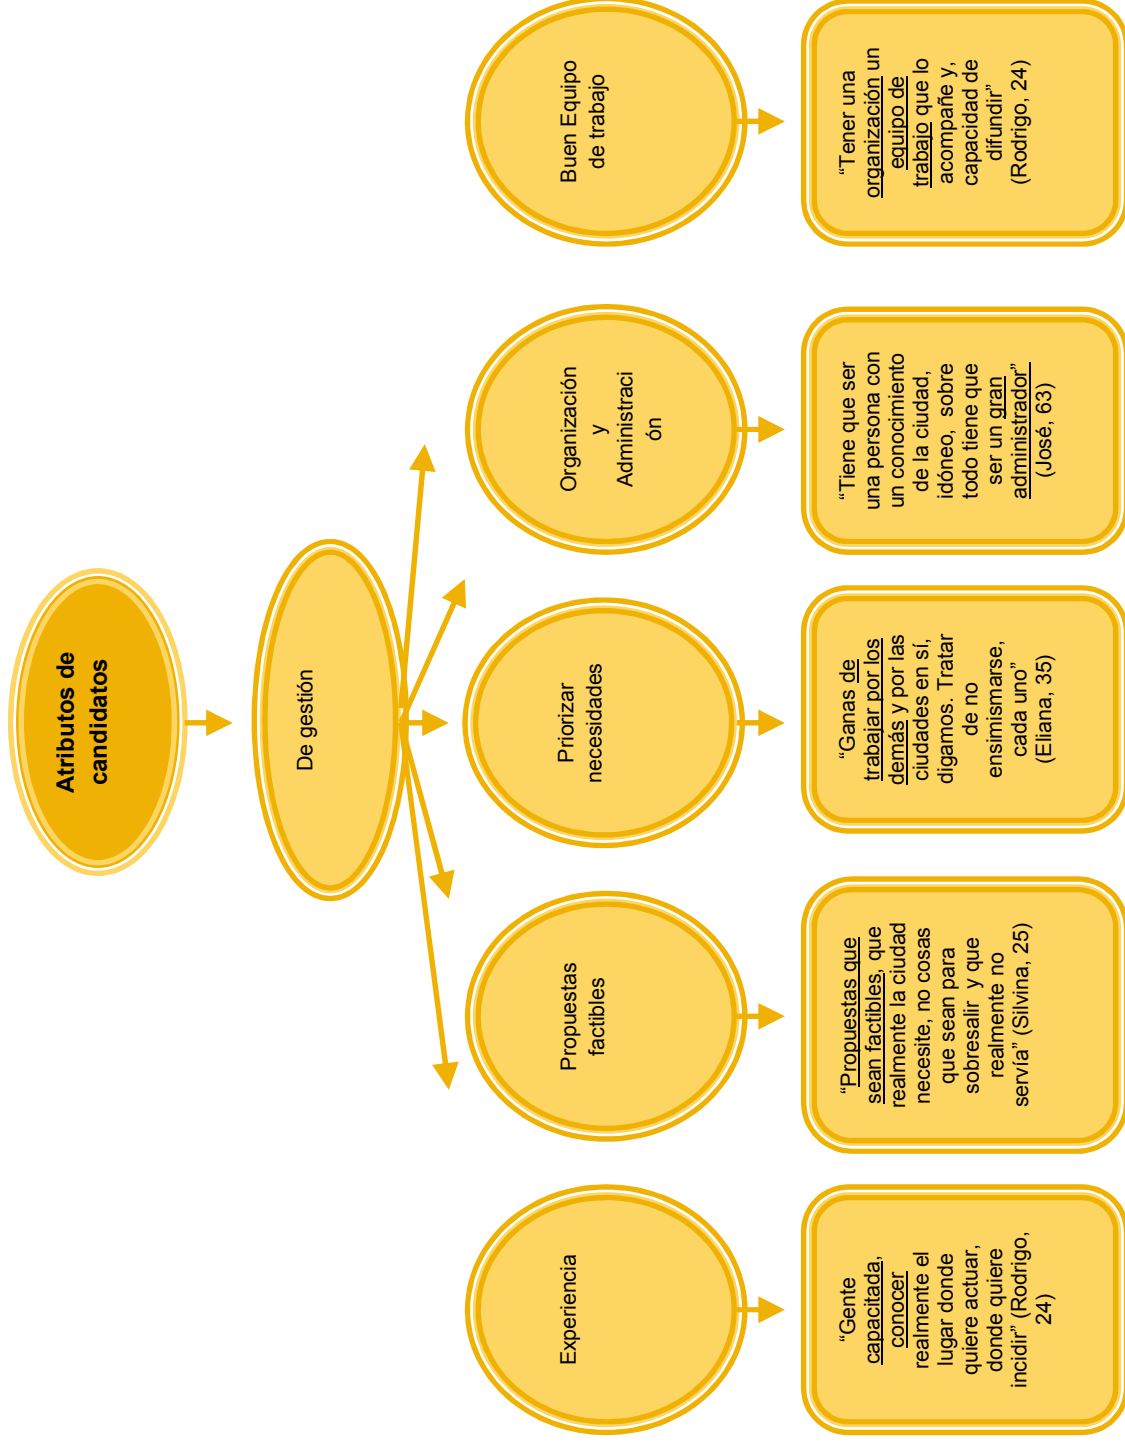 Atributos de
candidatos
De gestión
Experiencia
Propuestas
factibles
Priorizar
necesidades
Organización
y
Administraci
ón
Buen Equipo
de trabajo
“Gente
capacitada,
conocer
realmente el
lugar donde
quiere actuar,
donde quiere
incidir” (Rodrigo,
24)
“Propuestas que
sean factibles, que
realmente la ciudad
necesite, no cosas
que sean para
sobresalir y que
realmente no
servía” (Silvina, 25)
“Ganas de
trabajar por los
demás y por las
ciudades en sí,
digamos. Tratar
de no
ensimismarse,
cada uno”
(Eliana, 35)
“Tiene que ser
una persona con
un conocimiento
de la ciudad,
idóneo, sobre
todo tiene que
ser un gran
administrador”
(José, 63)
“Tener una
organización un
equipo de
trabajo que lo
acompañe y,
capacidad de
difundir”
(Rodrigo, 24)